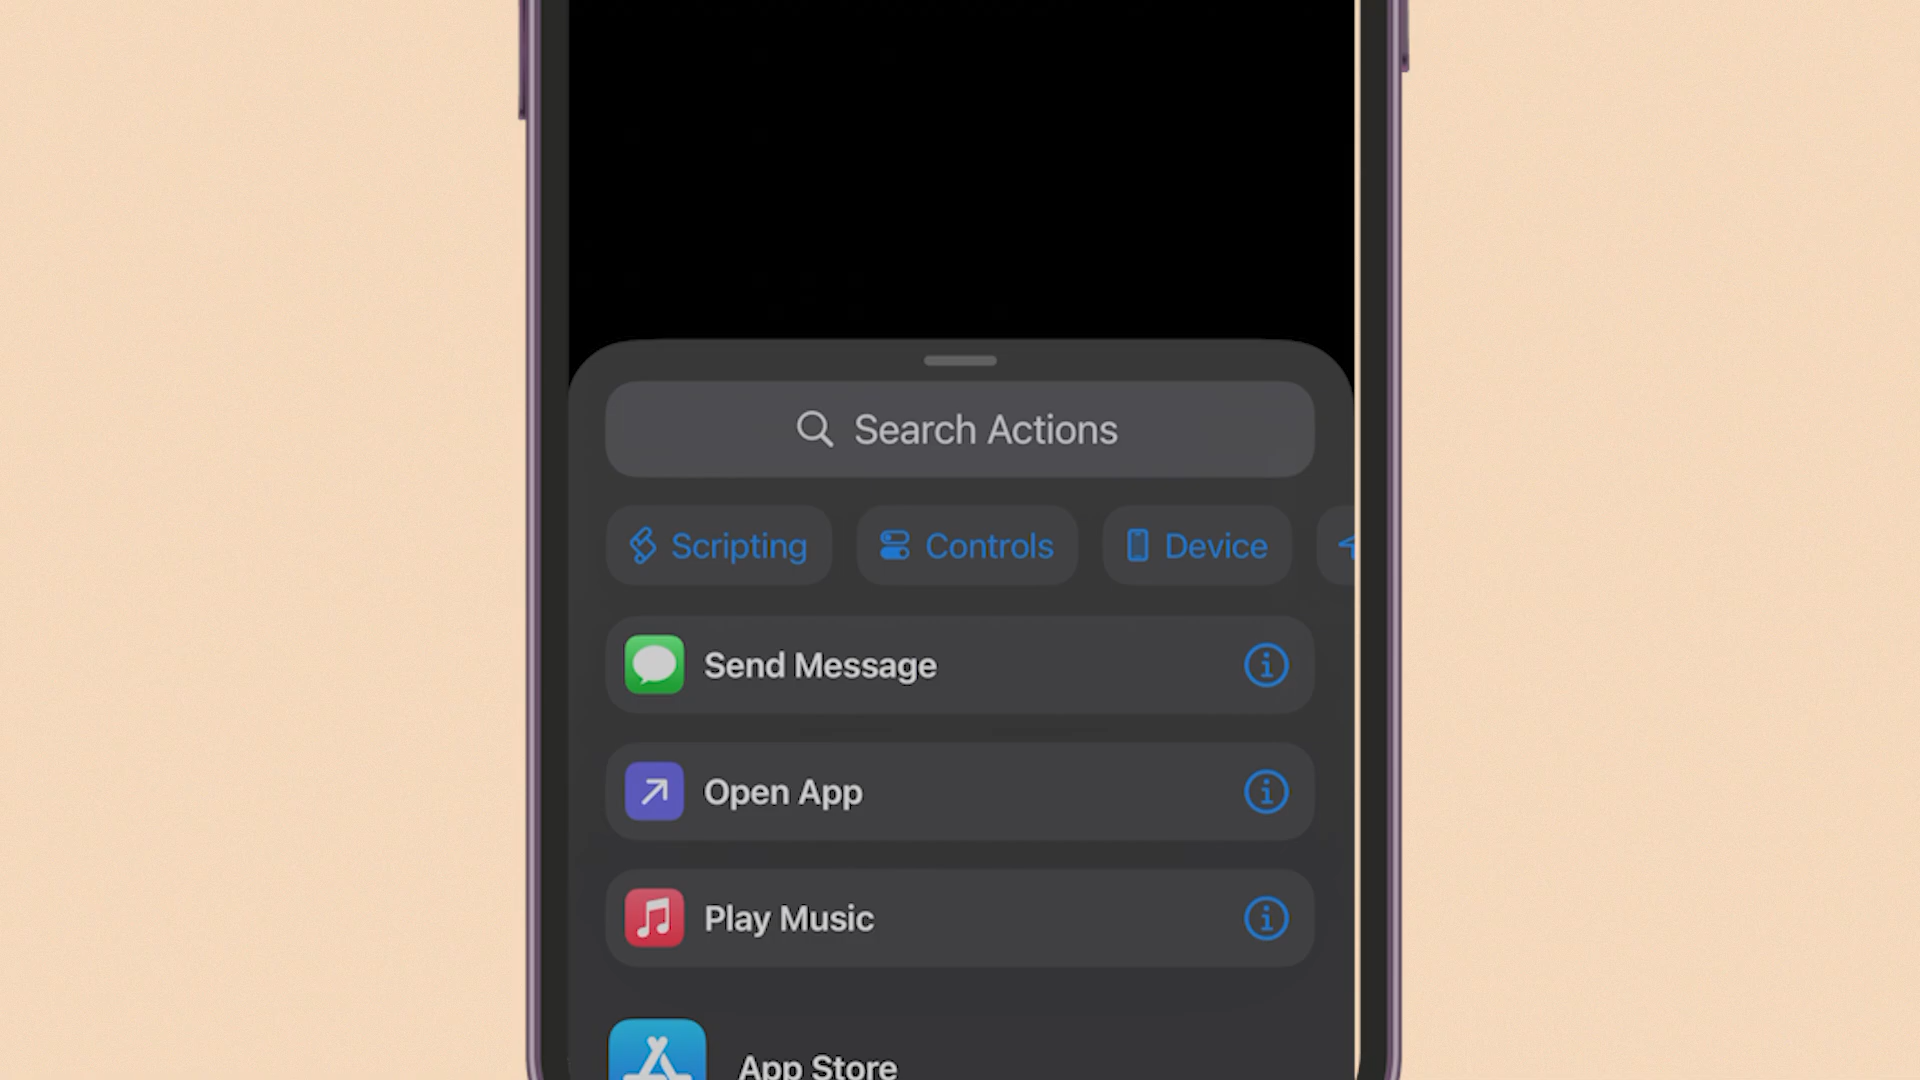 Search Actions
Scripting Controls Device
Send Message
Open App
Play Music
App Store